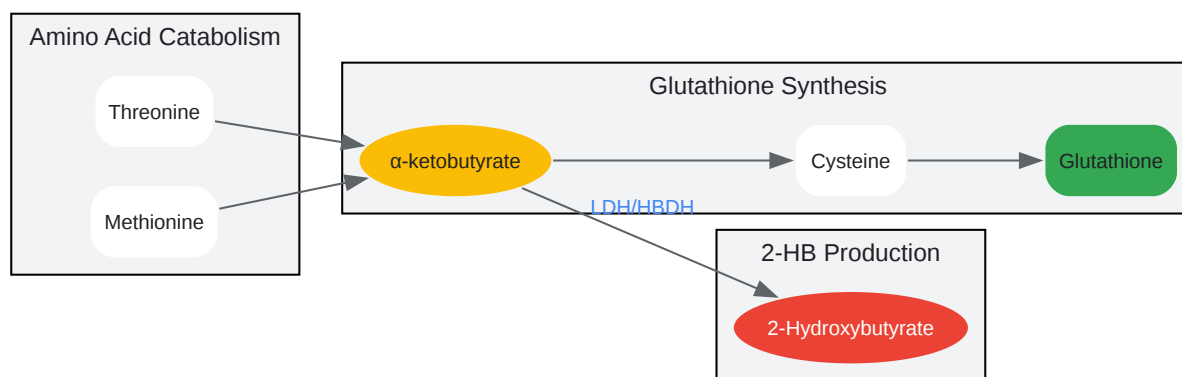 Amino Acid Catabolism
Threonine
Methionine
Glutathione Synthesis
α-ketobutyrate
Cysteine
Glutathione
LDH/HBDH
2-HB Production
2-Hydroxybutyrate